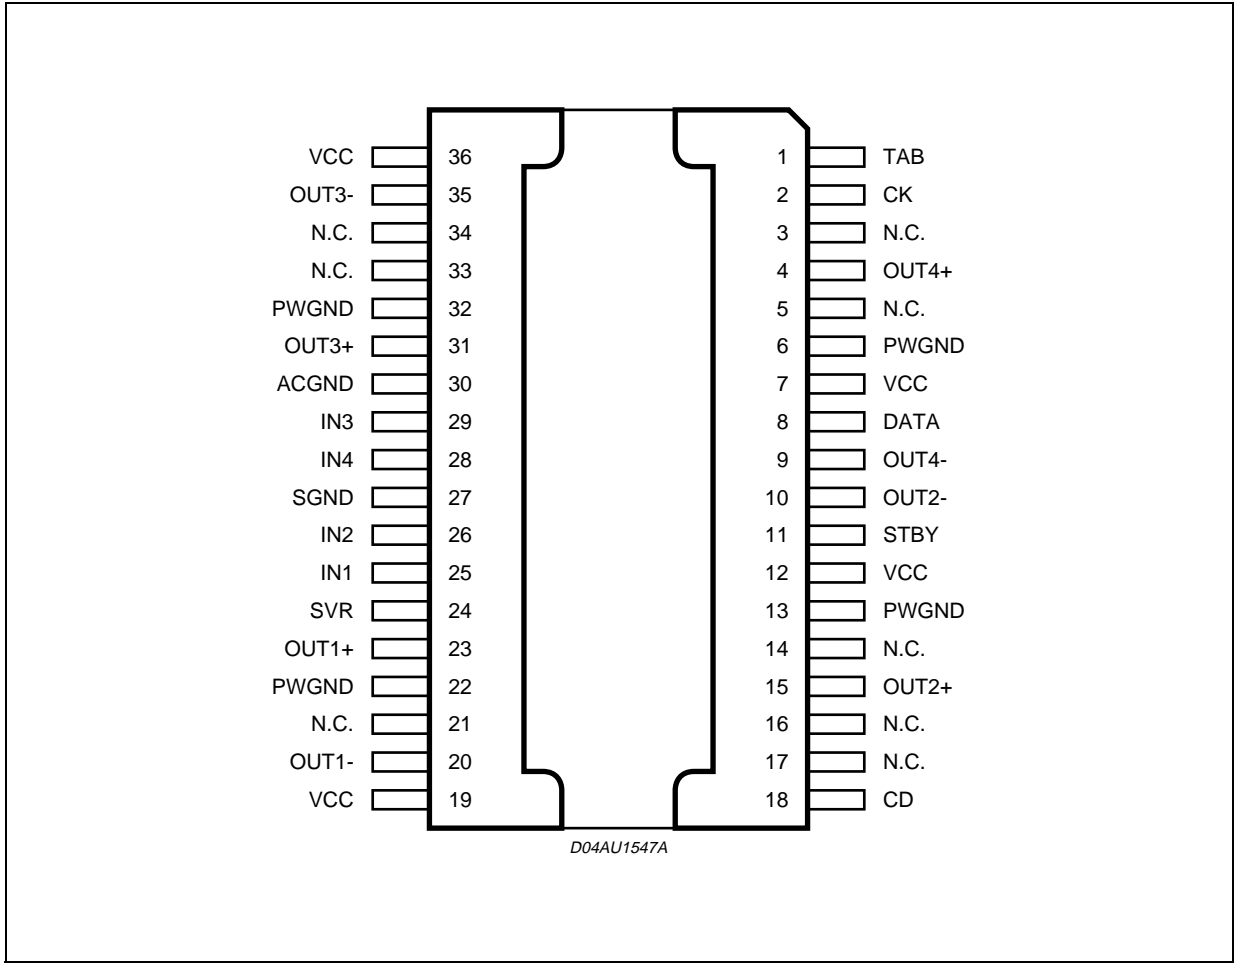 VCC 36 1 TAB
OUT3- 35 2 CK
N.C. 34 3 N.C.
N.C. 33 4 OUT4+
PWGND 32 5 N.C.
OUT3+ 31 6 PWGND
ACGND 30 7 VCC
IN3 29 8 DATA
IN4 28 9 OUT4-
SGND 27 10 OUT2-
IN2 26 11 STBY
IN1 25 12 VCC
SVR 24 13 PWGND
OUT1+ 23 14 N.C.
PWGND 22 15 OUT2+
N.C. 21 16 N.C.
OUT1- 20 17 N.C.
VCC 19 18 CD
D04AU1547A